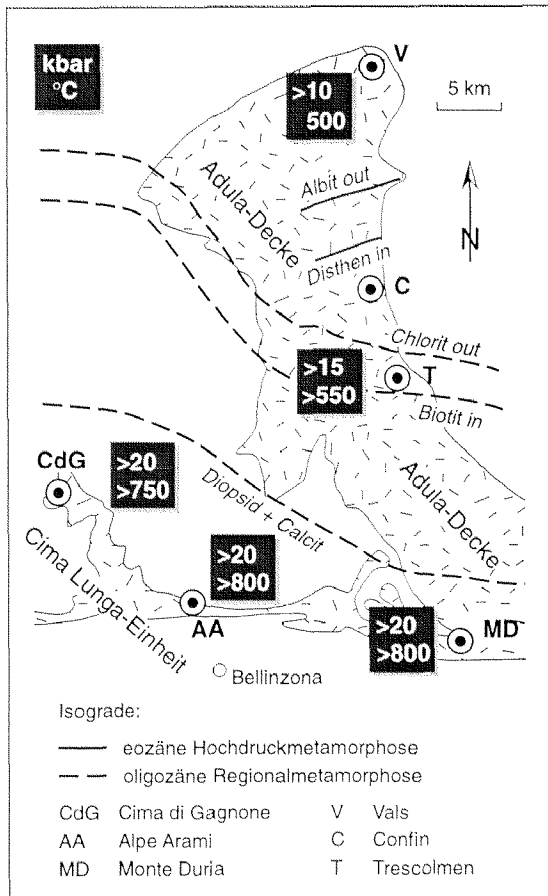 kbar
°C
V
>10
500
5 km
Adula-Decke
Albit out
N
Disthen in
C
Chlorit out
>15
>550
T
Biotit in
CdG
>20
>750
Diopsid + Calcit
Adula-Decke
Cima Lunga-Einheit
>20
>800
AA
>20
>800
MD
Bellinzona
Isograde:
eozäne Hochdruckmetamorphose
oligozäne Regionalmetamorphose
CdG Cima di Gagnone V Vals
AA Alpe Arami C Confin
MD Monte Duria T Trescolmen